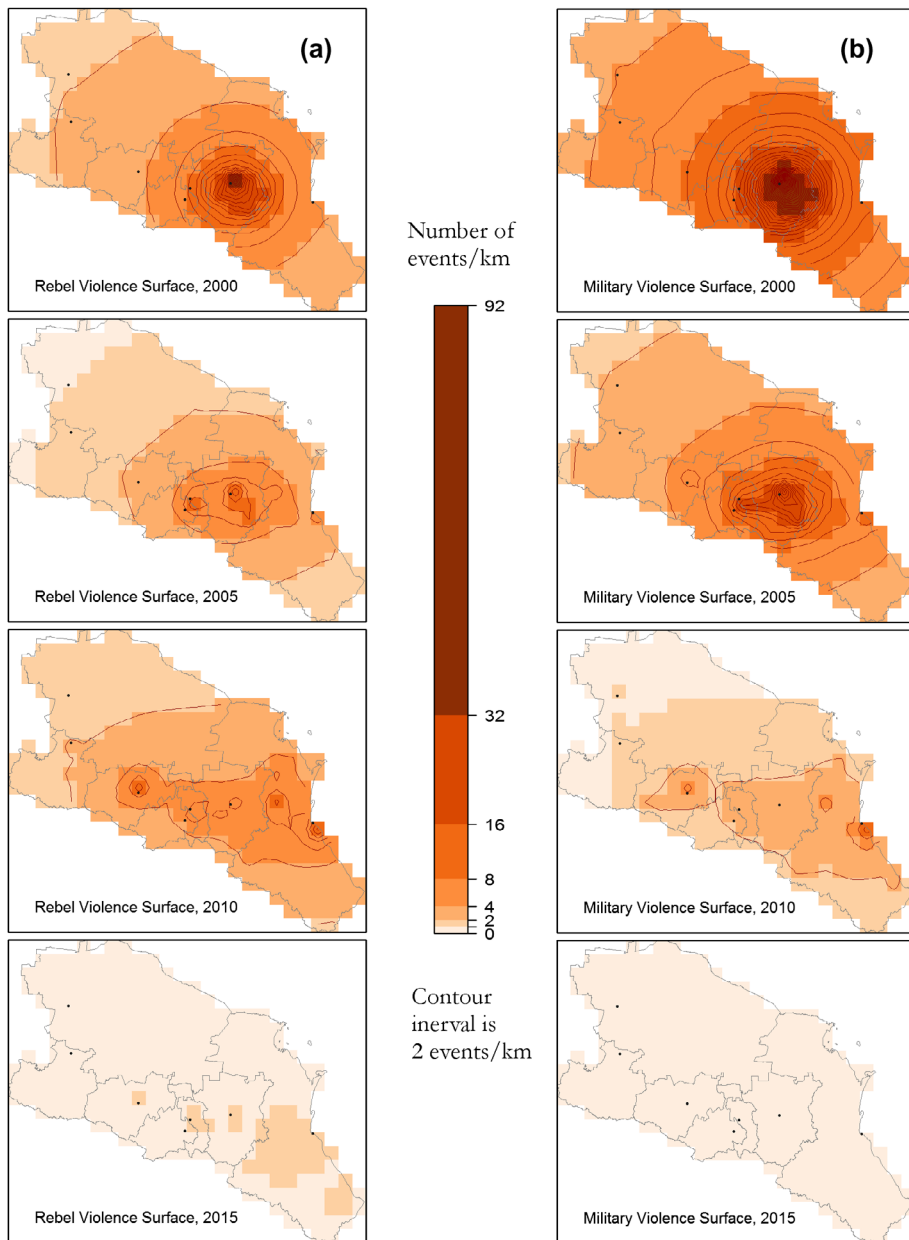 (a)
Rebel Violence Surface, 2000
(b)
Military Violence Surface, 2000
Number of
events/km
92
32
16
8
4
2
0
Rebel Violence Surface, 2005
Military Violence Surface, 2005
Rebel Violence Surface, 2010
Military Violence Surface, 2010
Contour
inerval is
2 events/km
Rebel Violence Surface, 2015
Military Violence Surface, 2015